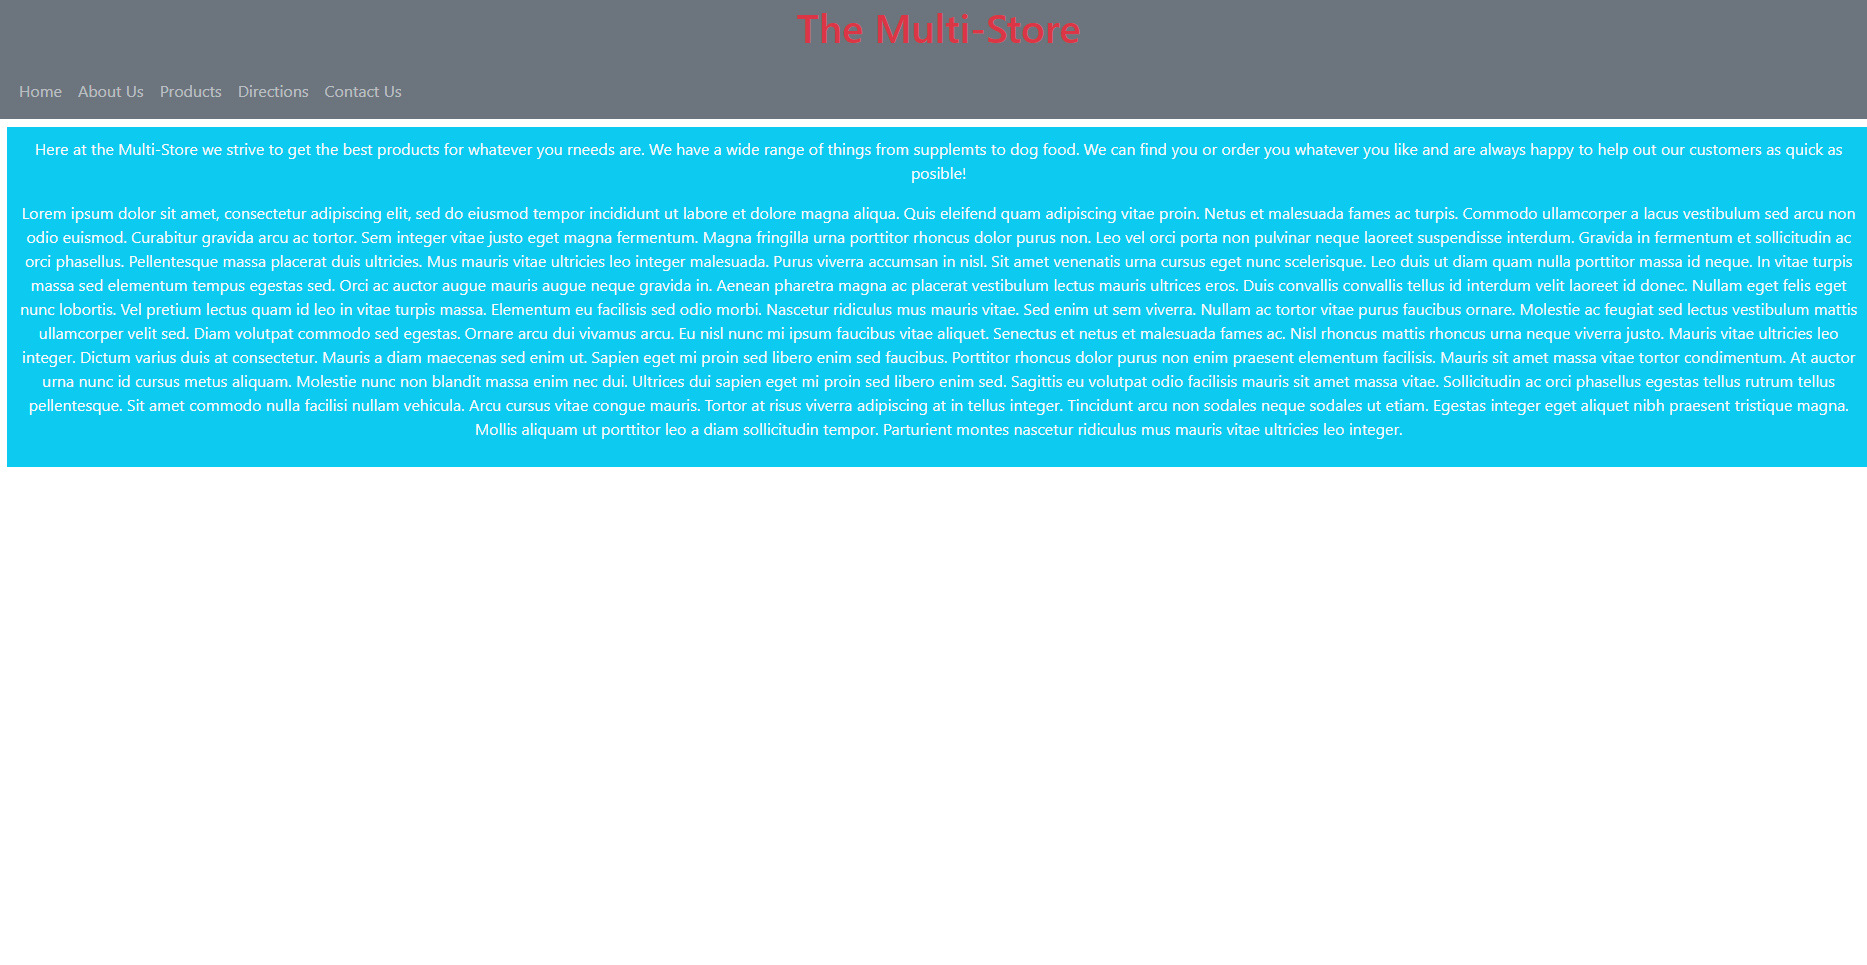 The Multi-Store
Home About Us Products Directions Contact Us
Here at the Multi-Store we strive to get the best products for whatever you rneeds are. We have a wide range of things from supplemts to dog food. We can find you or order you whatever you like and are always happy to help out our customers as quick as
posible!
Lorem ipsum dolor sit amet, consectetur adipiscing elit, sed do eiusmod tempor incididunt ut labore et dolore magna aliqua. Quis eleifend quam adipiscing vitae proin. Netus et malesuada fames ac turpis. Commodo ullamcorper a lacus vestibulum sed arcu non
odio euismod. Curabitur gravida arcu ac tortor. Sem integer vitae justo eget magna fermentum. Magna fringilla urna porttitor rhoncus dolor purus non. Leo vel orci porta non pulvinar neque laoreet suspendisse interdum. Gravida in fermentum et sollicitudin ac
orci phasellus. Pellentesque massa placerat duis ultricies. Mus mauris vitae ultricies leo integer malesuada. Purus viverra accumsan in nisl. Sit amet venenatis urna cursus eget nunc scelerisque. Leo duis ut diam quam nulla porttitor massa id neque. In vitae turpis
massa sed elementum tempus egestas sed. Orci ac auctor augue mauris augue neque gravida in. Aenean pharetra magna ac placerat vestibulum lectus mauris ultrices eros. Duis convallis convallis tellus id interdum velit laoreet id donec. Nullam eget felis eget
nunc lobortis. Vel pretium lectus quam id leo in vitae turpis massa. Elementum eu facilisis sed odio morbi. Nascetur ridiculus mus mauris vitae. Sed enim ut sem viverra. Nullam ac tortor vitae purus faucibus ornare. Molestie ac feugiat sed lectus vestibulum mattis
ullamcorper velit sed. Diam volutpat commodo sed egestas. Ornare arcu dui vivamus arcu. Eu nisl nunc mi ipsum faucibus vitae aliquet. Senectus et netus et malesuada fames ac. Nisl rhoncus mattis rhoncus urna neque viverra justo. Mauris vitae ultricies leo
integer. Dictum varius duis at consectetur. Mauris a diam maecenas sed enim ut. Sapien eget mi proin sed libero enim sed faucibus. Porttitor rhoncus dolor purus non enim praesent elementum facilisis. Mauris sit amet massa vitae tortor condimentum. At auctor
urna nunc id cursus metus aliquam. Molestie nunc non blandit massa enim nec dui. Ultrices dui sapien eget mi proin sed libero enim sed. Sagittis eu volutpat odio facilisis mauris sit amet massa vitae. Sollicitudin ac orci phasellus egestas tellus rutrum tellus
pellentesque. Sit amet commodo nulla facilisi nullam vehicula. Arcu cursus vitae congue mauris. Tortor at risus viverra adipiscing at in tellus integer. Tincidunt arcu non sodales neque sodales ut etiam. Egestas integer eget aliquet nibh praesent tristique magna.
Mollis aliquam ut porttitor leo a diam sollicitudin tempor. Parturient montes nascetur ridiculus mus mauris vitae ultricies leo integer.